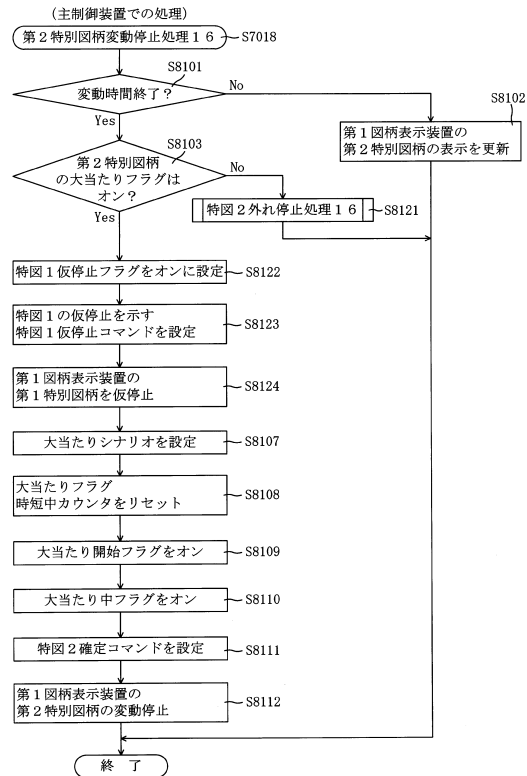 (主制御装置での処理)
第2特別図柄変動停止処理16
S7018
S8101
変動時間終了?
No
Yes
S8102
第1図柄表示装置の
第2特別図柄の表示を更新
S8103
第2特別図柄
の大当たりフラグは
オン?
No
Yes
特図2外れ停止処理16
S8121
特図1仮停止フラグをオンに設定
S8122
特図1の仮停止を示す
特図1仮停止コマンドを設定
S8123
第1図柄表示装置の
第1特別図柄を仮停止
S8124
大当たりシナリオを設定
S8107
大当たりフラグ
時短中カウンタをリセット
S8108
大当たり開始フラグをオン
S8109
大当たり中フラグをオン
S8110
特図2確定コマンドを設定
S8111
第1図柄表示装置の
第2特別図柄の変動停止
S8112
終了